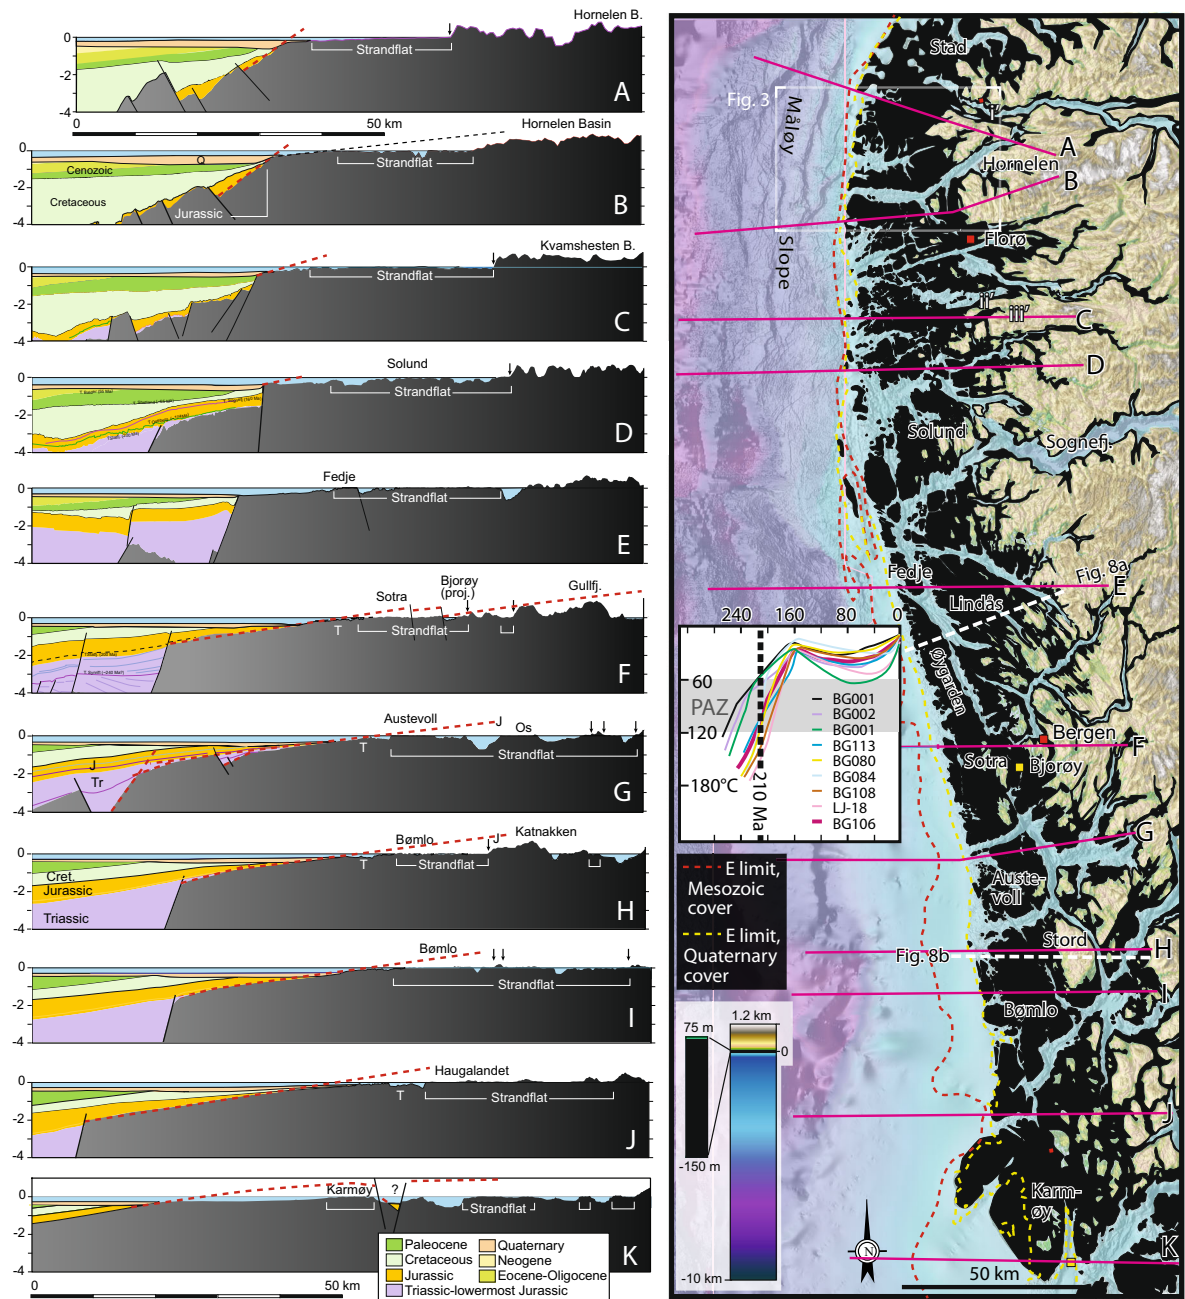 Hornelen B.
0
Strandflat
-2
-4
A
0
50 km
Hornelen Basin
0
Q
Cenozoic
Strandflat
-2
Cretaceous
Jurassic
-4
B
Kvamshesten B.
0
Strandflat
-2
-4
C
Solund
0
Strandflat
-2
-4
D
Fedje
0
Strandflat
-2
-4
E
Bjorøy
(proj.)
Gullfj.
Sotra
0
T
Strandflat
-2
-4
F
Austevoll
J
Os
0
T
Strandflat
J
-2
Tr
-4
G
Bømlo
J
Katnakken
0
T
Strandflat
Cret.
Jurassic
-2
Triassic
-4
H
Bømlo
0
Strandflat
-2
-4
I
Haugalandet
0
T
Strandflat
-2
-4
J
Karmøy
?
0
Strandflat
-2
-4
K
Paleocene
Quaternary
Cretaceous
Neogene
Jurassic
Eocene-Oligocene
Triassic-lowermost Jurassic
0
50 km
Stad
Fig. 3
Måløy
Slope
i'
A
Hornelen
B
Florø
ii'
iii'
C
D
Solund
Sognefj.
Fedje
Fig. 8a
E
Lindås
Øygarden
240 160 80 0
60
PAZ
120
180°C
210 Ma
BG001
BG002
BG001
BG113
BG080
BG084
BG108
LJ-18
BG106
Bergen
F
Sotra
Bjorøy
G
Auste-
voll
E limit,
Mesozoic
cover
E limit,
Quaternary
cover
Stord
H
Fig. 8b
I
Bømlo
1.2 km
75 m
0
-150 m
-10 km
J
Karm-
øy
N
K
50 km